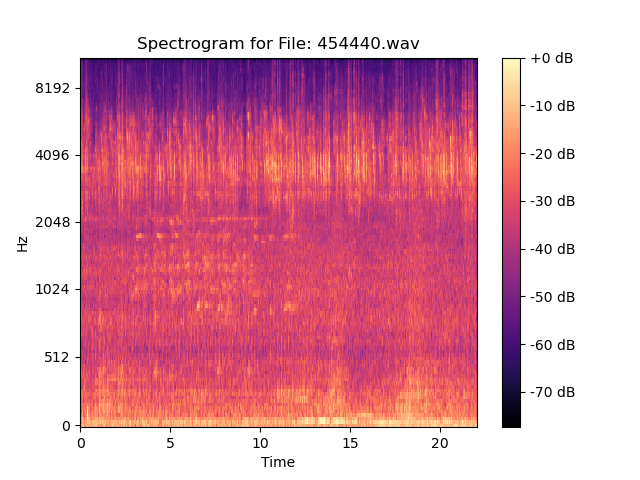 Spectrogram for File: 454440.wav
Hz
8192
4096
2048
1024
512
0
0 5 10 15 20
Time
+0 dB
-10 dB
-20 dB
-30 dB
-40 dB
-50 dB
-60 dB
-70 dB